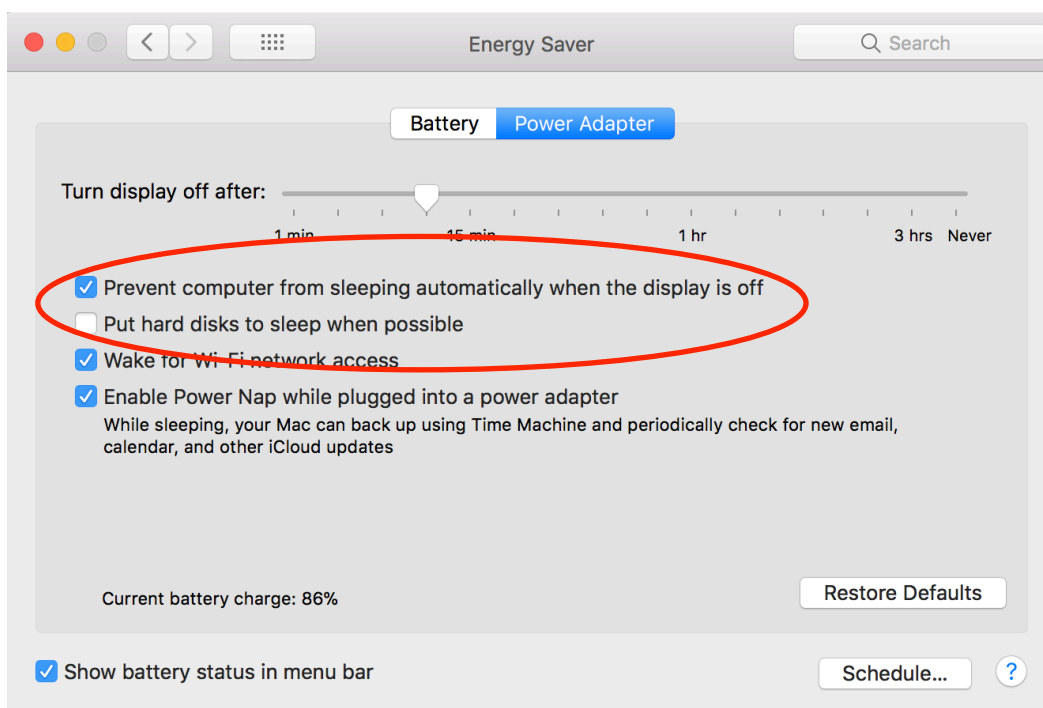 Energy Saver
Search
Battery
Power Adapter
Turn display off after:
1 min 15 min 1 hr 3 hrs Never
Prevent computer from sleeping automatically when the display is off
Put hard disks to sleep when possible
Wake for Wi-Fi network access
Enable Power Nap while plugged into a power adapter
While sleeping, your Mac can back up using Time Machine and periodically check for new email,
calendar, and other iCloud updates
Current battery charge: 86%
Restore Defaults
Show battery status in menu bar
Schedule...
?